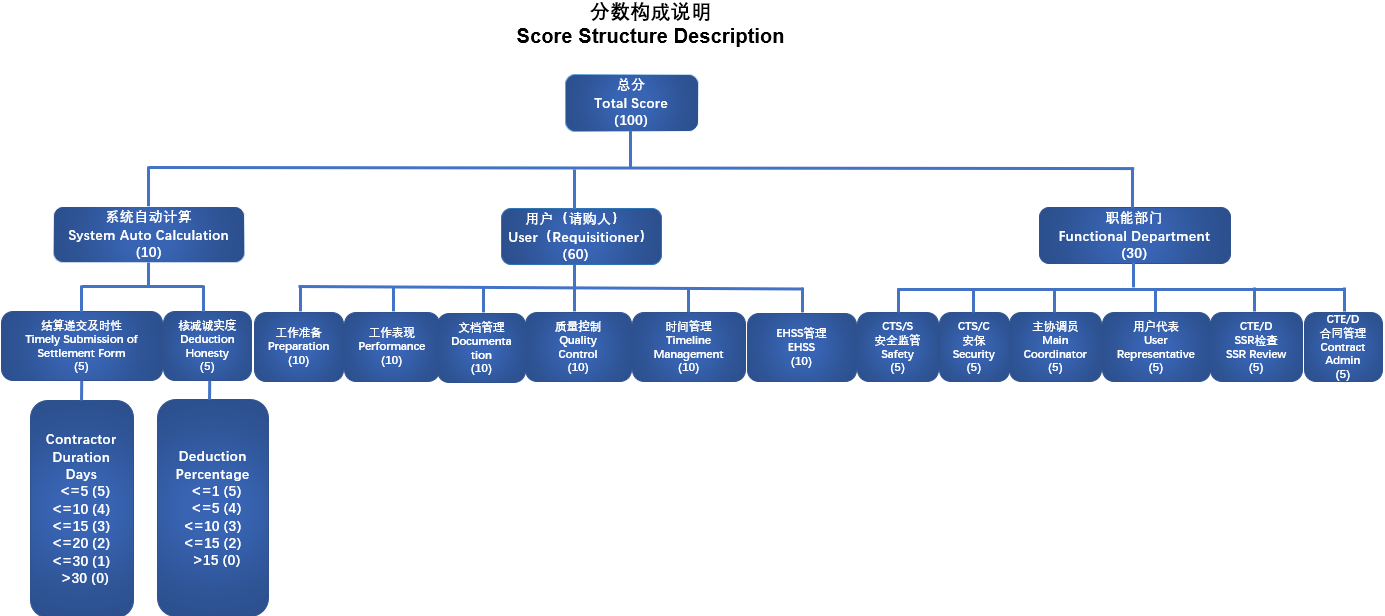 分数构成说明
Score Structure Description
总分
Total Score
(100)
系统自动计算
System Auto Calculation
(10)
用户（请购人）
User（Requisitioner）
(60)
职能部门
Functional Department
(30)
结算递交及时性
Timely Submission of
Settlement Form
(5)
核减诚实度
Deduction
Honesty
(5)
工作准备
Preparation
(10)
工作表现
Performance
(10)
文档管理
Documenta
tion
(10)
质量控制
Quality
Control
(10)
时间管理
Timeline
Management
(10)
EHSS管理
EHSS
(10)
CTS/S
安全监管
Safety
(5)
CTS/C
安保
Security
(5)
主协调员
Main
Coordinator
(5)
用户代表
User
Representative
(5)
CTE/D
SSR检查
SSR Review
(5)
CTE/D
合同管理
Contract
Admin
(5)
Contractor
Duration
Days
<=5 (5)
<=10 (4)
<=15 (3)
<=20 (2)
<=30 (1)
>30 (0)
Deduction
Percentage
<=1 (5)
<=5 (4)
<=10 (3)
<=15 (2)
>15 (0)